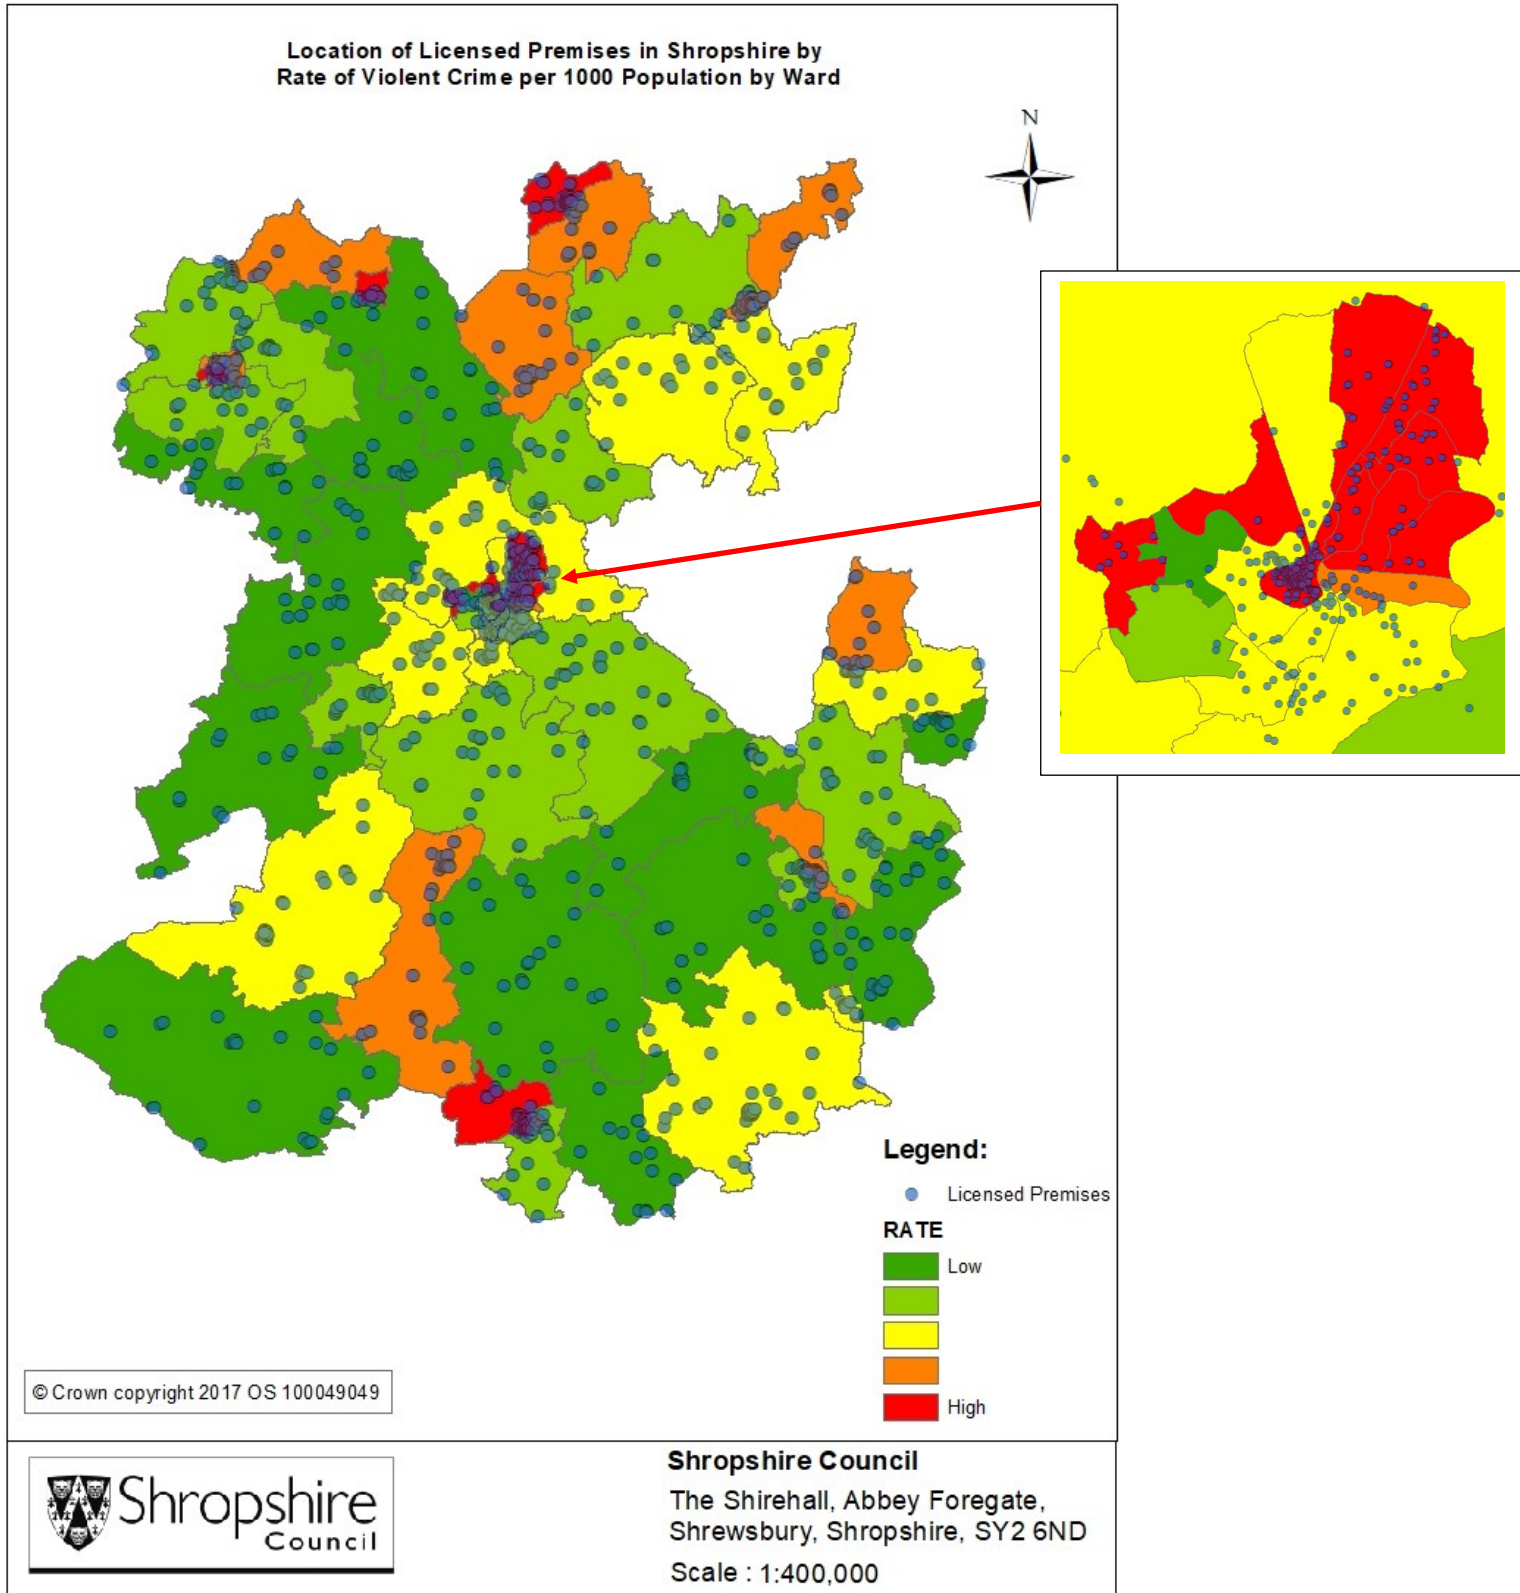 Location of Licensed Premises in Shropshire by
Rate of Violent Crime per 1000 Population by Ward
N
Legend:
Licensed Premises
RATE
Low
High
© Crown copyright 2017 OS 100049049
Shropshire
Council
Shropshire Council
The Shirehall, Abbey Foregate,
Shrewsbury, Shropshire, SY2 6ND
Scale : 1:400,000